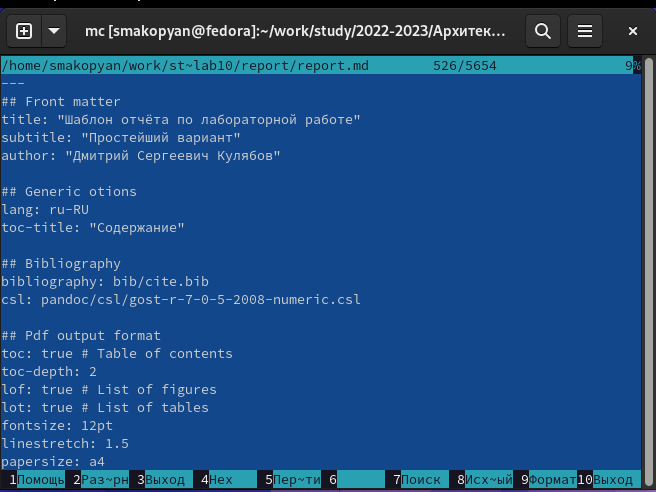 mc [smakopyan@fedora]:~/work/study/2022-2023/Архитек...
/home/smakopyan/work/st~lab10/report/report.md 526/5654 9%
---
## Front matter
title: "Шаблон отчёта по лабораторной работе"
subtitle: "Простейший вариант"
author: "Дмитрий Сергеевич Кулябов"
## Generic otions
lang: ru-RU
toc-title: "Содержание"
## Bibliography
bibliography: bib/cite.bib
csl: pandoc/csl/gost-r-7-0-5-2008-numeric.csl
## Pdf output format
toc: true # Table of contents
toc-depth: 2
lof: true # List of figures
lot: true # List of tables
fontsize: 12pt
linestretch: 1.5
papersize: a4
1Помощь 2Раз~рн 3Выход 4Hex 5Пер~ти 6 7Поиск 8Исх~ый 9Формат 10Выход